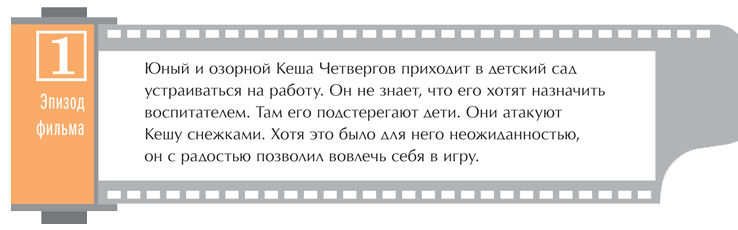 1
Эпизод
фильма
Юный и озорной Кеша Четвергов приходит в детский сад
устраиваться на работу. Он не знает, что его хотят назначить
воспитателем. Там его подстерегают дети. Они атакуют
Кешу снежками. Хотя это было для него неожиданностью,
он с радостью позволил вовлечь себя в игру.